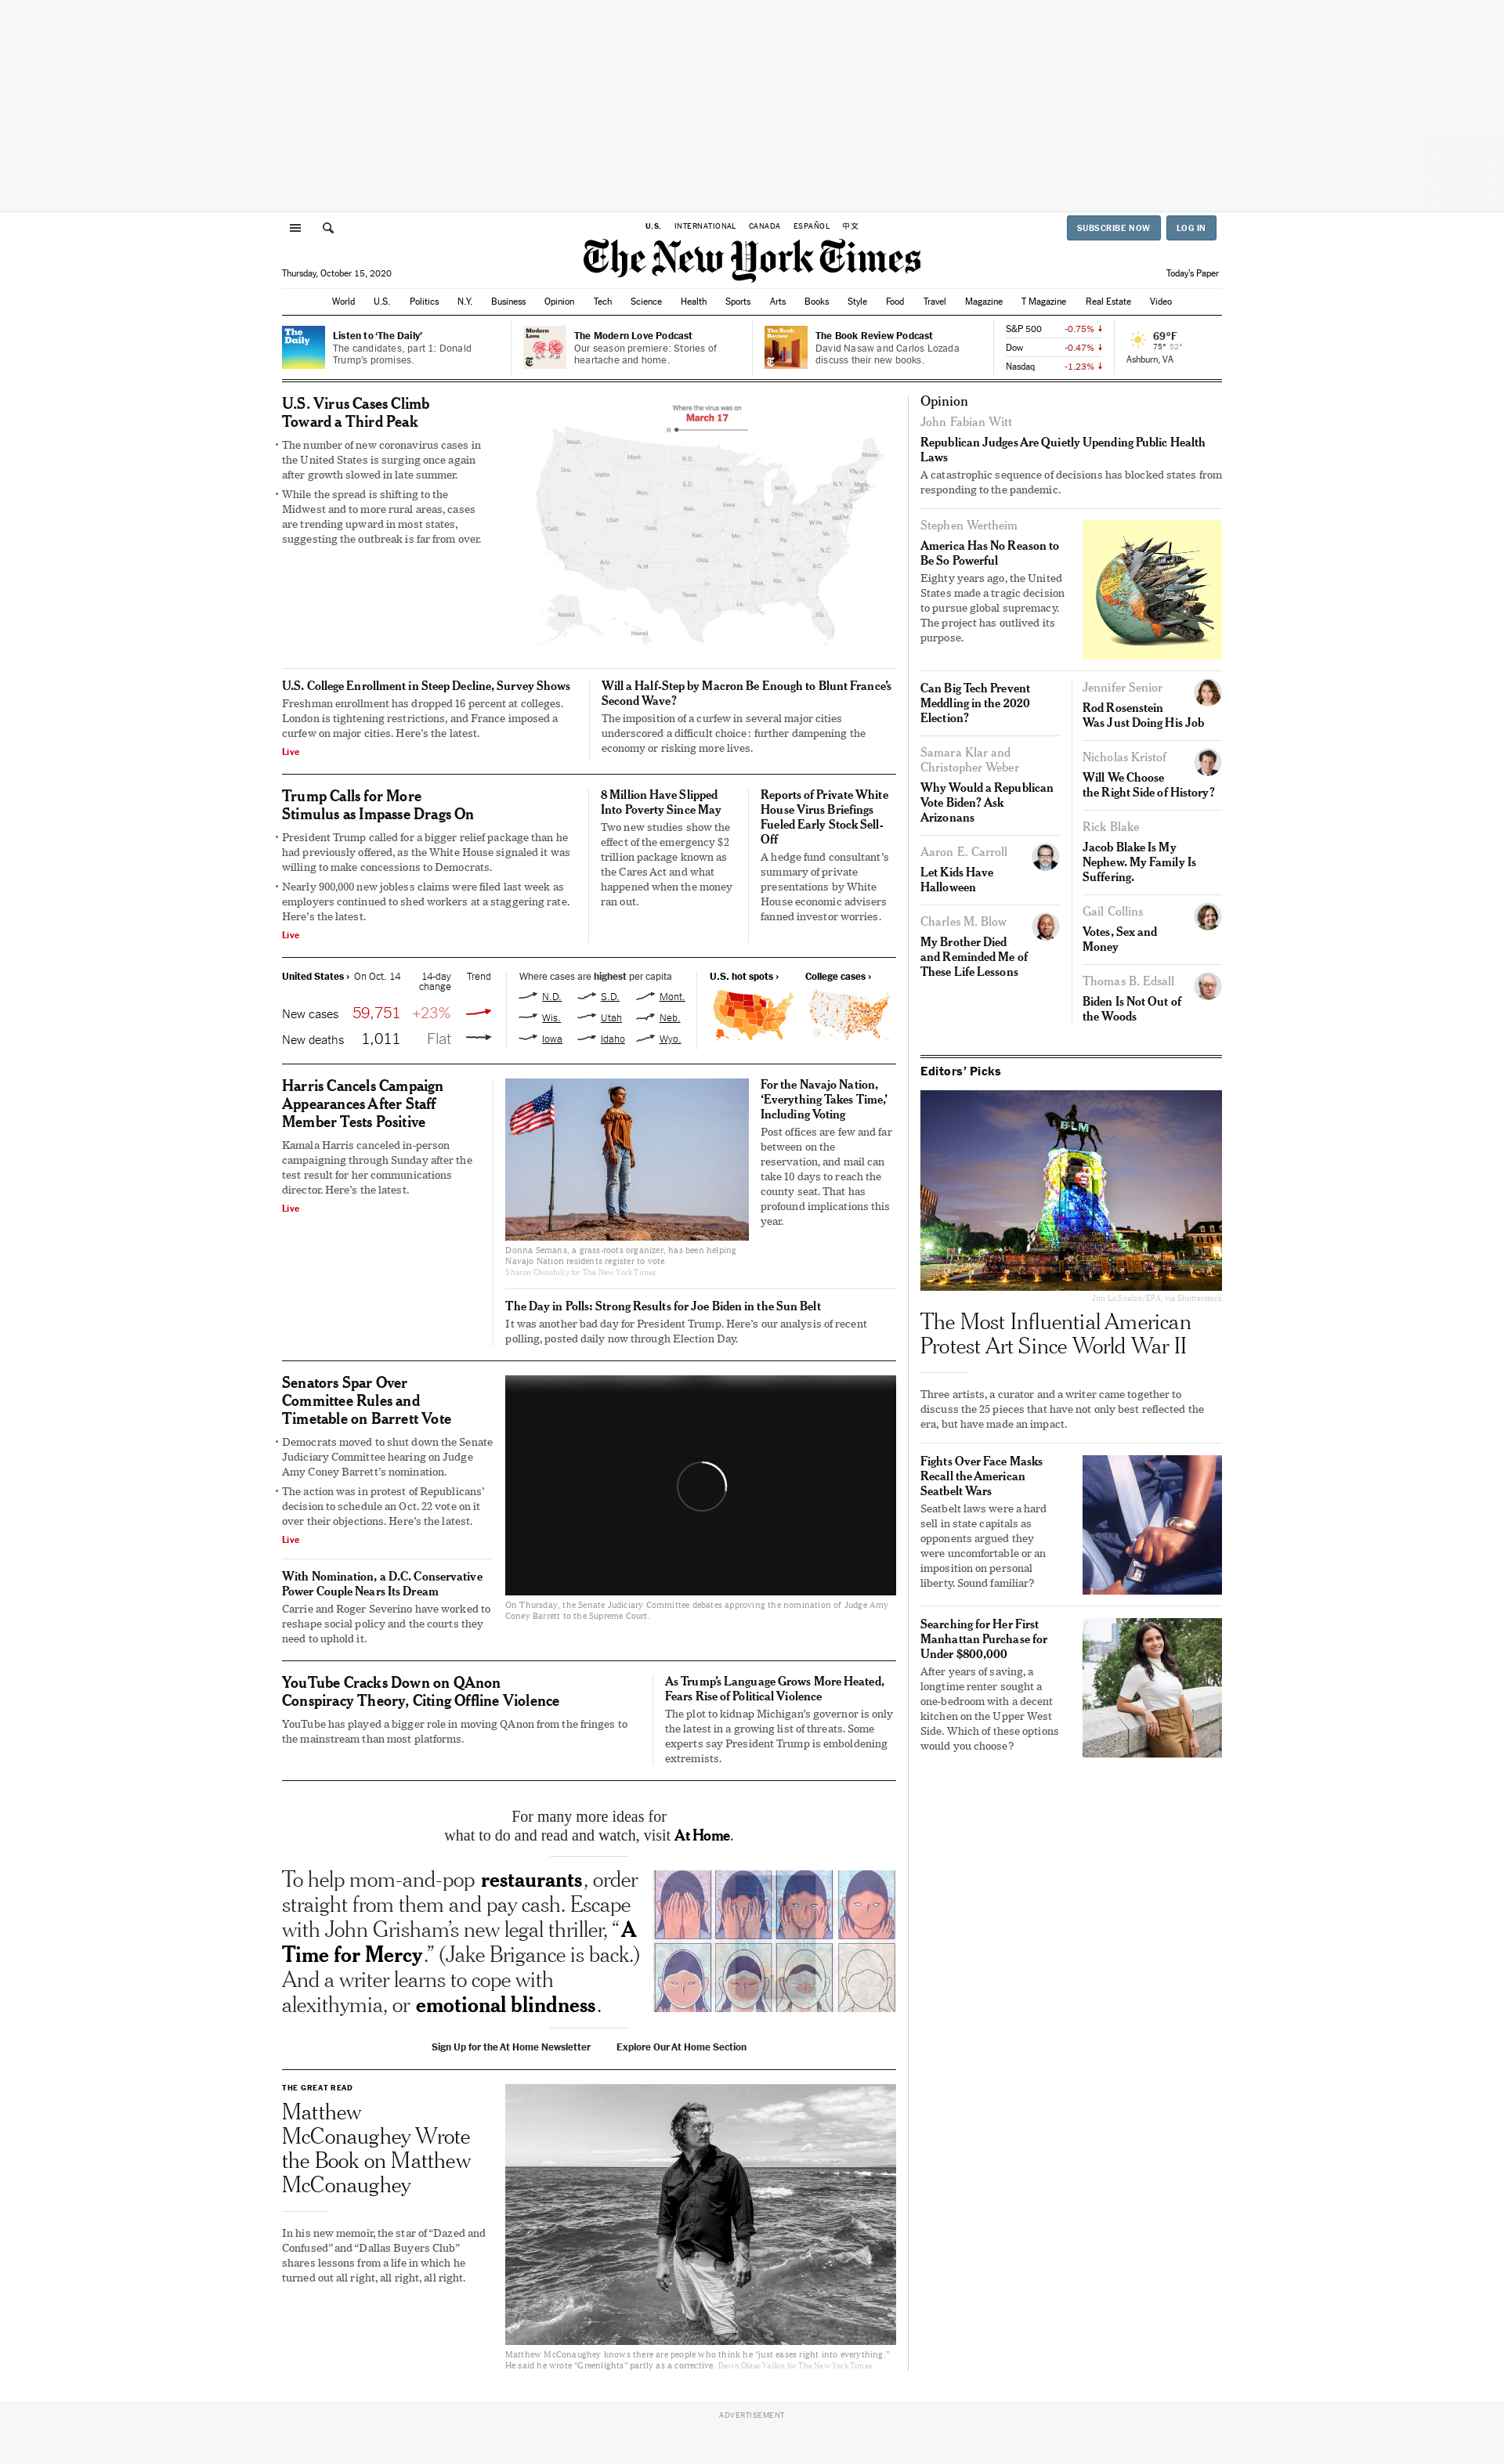 U.S.
INTERNATIONAL
CANADA
ESPAÑOL
中文
SUBSCRIBE NOW
LOG IN
The New York Times
Thursday, October 15, 2020
Today's Paper
World
U.S.
Politics
N.Y.
Business
Opinion
Tech
Science
Health
Sports
Arts
Books
Style
Food
Travel
Magazine
T Magazine
Real Estate
Video
The
Daily
Listen to ‘The Daily’
The candidates, part 1: Donald
Trump's promises.
Modern
Love
The Modern Love Podcast
Our season premiere: Stories of
heartache and home.
The Book
Review
The Book Review Podcast
David Nasaw and Carlos Lozada
discuss their new books.
S&P 500 -0.75%
Dow -0.47%
Nasdaq -1.23%
69°F
75° 52°
Ashburn, VA
U.S. Virus Cases Climb
Toward a Third Peak
• The number of new coronavirus cases in
the United States is surging once again
after growth slowed in late summer.
• While the spread is shifting to the
Midwest and to more rural areas, cases
are trending upward in most states,
suggesting the outbreak is far from over.
Where the virus was on
March 17
Wash.
Mont.
N.D.
Minn.
Maine
Ore.
Idaho
S.D.
Wis.
Mich.
N.Y.
Vt.
N.H.
Wyo.
Iowa
Neb.
Ill.
Ind.
Ohio
Pa.
Nev.
Utah
Colo.
Kan.
Mo.
Ky.
W.Va.
Va.
Md.
Calif.
Ariz.
N.M.
Okla.
Ark.
Tenn.
N.C.
S.C.
Miss.
Ala.
Ga.
Texas
La.
Fla.
Alaska
Hawaii
U.S. College Enrollment in Steep Decline, Survey Shows
Freshman enrollment has dropped 16 percent at colleges.
London is tightening restrictions, and France imposed a
curfew on major cities. Here’s the latest.
Live
Will a Half-Step by Macron Be Enough to Blunt France’s
Second Wave?
The imposition of a curfew in several major cities
underscored a difficult choice: further dampening the
economy or risking more lives.
Trump Calls for More
Stimulus as Impasse Drags On
• President Trump called for a bigger relief package than he
had previously offered, as the White House signaled it was
willing to make concessions to Democrats.
• Nearly 900,000 new jobless claims were filed last week as
employers continued to shed workers at a staggering rate.
Here’s the latest.
Live
8 Million Have Slipped
Into Poverty Since May
Two new studies show the
effect of the emergency $2
trillion package known as
the Cares Act and what
happened when the money
ran out.
Reports of Private White
House Virus Briefings
Fueled Early Stock Sell-
Off
A hedge fund consultant’s
summary of private
presentations by White
House economic advisers
fanned investor worries.
United States › On Oct. 14 14-day
change Trend
New cases 59,751 +23%
New deaths 1,011 Flat
Where cases are highest per capita
N.D. S.D. Mont.
Wis. Utah Neb.
Iowa Idaho Wyo.
U.S. hot spots ›
College cases ›
Harris Cancels Campaign
Appearances After Staff
Member Tests Positive
Kamala Harris canceled in-person
campaigning through Sunday after the
test result for her communications
director. Here’s the latest.
Live
Donna Semans, a grass-roots organizer, has been helping
Navajo Nation residents register to vote.
Sharon Chischilly for The New York Times
For the Navajo Nation,
‘Everything Takes Time,’
Including Voting
Post offices are few and far
between on the
reservation, and mail can
take 10 days to reach the
county seat. That has
profound implications this
year.
The Day in Polls: Strong Results for Joe Biden in the Sun Belt
It was another bad day for President Trump. Here’s our analysis of recent
polling, posted daily now through Election Day.
Senators Spar Over
Committee Rules and
Timetable on Barrett Vote
• Democrats moved to shut down the Senate
Judiciary Committee hearing on Judge
Amy Coney Barrett’s nomination.
• The action was in protest of Republicans’
decision to schedule an Oct. 22 vote on it
over their objections. Here’s the latest.
Live
With Nomination, a D.C. Conservative
Power Couple Nears Its Dream
Carrie and Roger Severino have worked to
reshape social policy and the courts they
need to uphold it.
On Thursday, the Senate Judiciary Committee debates approving the nomination of Judge Amy
Coney Barrett to the Supreme Court.
YouTube Cracks Down on QAnon
Conspiracy Theory, Citing Offline Violence
YouTube has played a bigger role in moving QAnon from the fringes to
the mainstream than most platforms.
As Trump’s Language Grows More Heated,
Fears Rise of Political Violence
The plot to kidnap Michigan’s governor is only
the latest in a growing list of threats. Some
experts say President Trump is emboldening
extremists.
For many more ideas for
what to do and read and watch, visit At Home.
To help mom-and-pop restaurants, order
straight from them and pay cash. Escape
with John Grisham’s new legal thriller, “A
Time for Mercy.” (Jake Brigance is back.)
And a writer learns to cope with
alexithymia, or emotional blindness.
Sign Up for the At Home Newsletter
Explore Our At Home Section
THE GREAT READ
Matthew
McConaughey Wrote
the Book on Matthew
McConaughey
In his new memoir, the star of “Dazed and
Confused” and “Dallas Buyers Club”
shares lessons from a life in which he
turned out all right, all right, all right.
Matthew McConaughey knows there are people who think he “just eases right into everything.”
He said he wrote “Greenlights” partly as a corrective. Devin Oktar Yalkin for The New York Times
Opinion
John Fabian Witt
Republican Judges Are Quietly Upending Public Health
Laws
A catastrophic sequence of decisions has blocked states from
responding to the pandemic.
Stephen Wertheim
America Has No Reason to
Be So Powerful
Eighty years ago, the United
States made a tragic decision
to pursue global supremacy.
The project has outlived its
purpose.
Can Big Tech Prevent
Meddling in the 2020
Election?
Samara Klar and
Christopher Weber
Why Would a Republican
Vote Biden? Ask
Arizonans
Aaron E. Carroll
Let Kids Have
Halloween
Charles M. Blow
My Brother Died
and Reminded Me of
These Life Lessons
Jennifer Senior
Rod Rosenstein
Was Just Doing His Job
Nicholas Kristof
Will We Choose
the Right Side of History?
Rick Blake
Jacob Blake Is My
Nephew. My Family Is
Suffering.
Gail Collins
Votes, Sex and
Money
Thomas B. Edsall
Biden Is Not Out of
the Woods
Editors’ Picks
BLM
Jim Lo Scalzo/EPA, via Shutterstock
The Most Influential American
Protest Art Since World War II
Three artists, a curator and a writer came together to
discuss the 25 pieces that have not only best reflected the
era, but have made an impact.
Fights Over Face Masks
Recall the American
Seatbelt Wars
Seatbelt laws were a hard
sell in state capitals as
opponents argued they
were uncomfortable or an
imposition on personal
liberty. Sound familiar?
Searching for Her First
Manhattan Purchase for
Under $800,000
After years of saving, a
longtime renter sought a
one-bedroom with a decent
kitchen on the Upper West
Side. Which of these options
would you choose?
ADVERTISEMENT